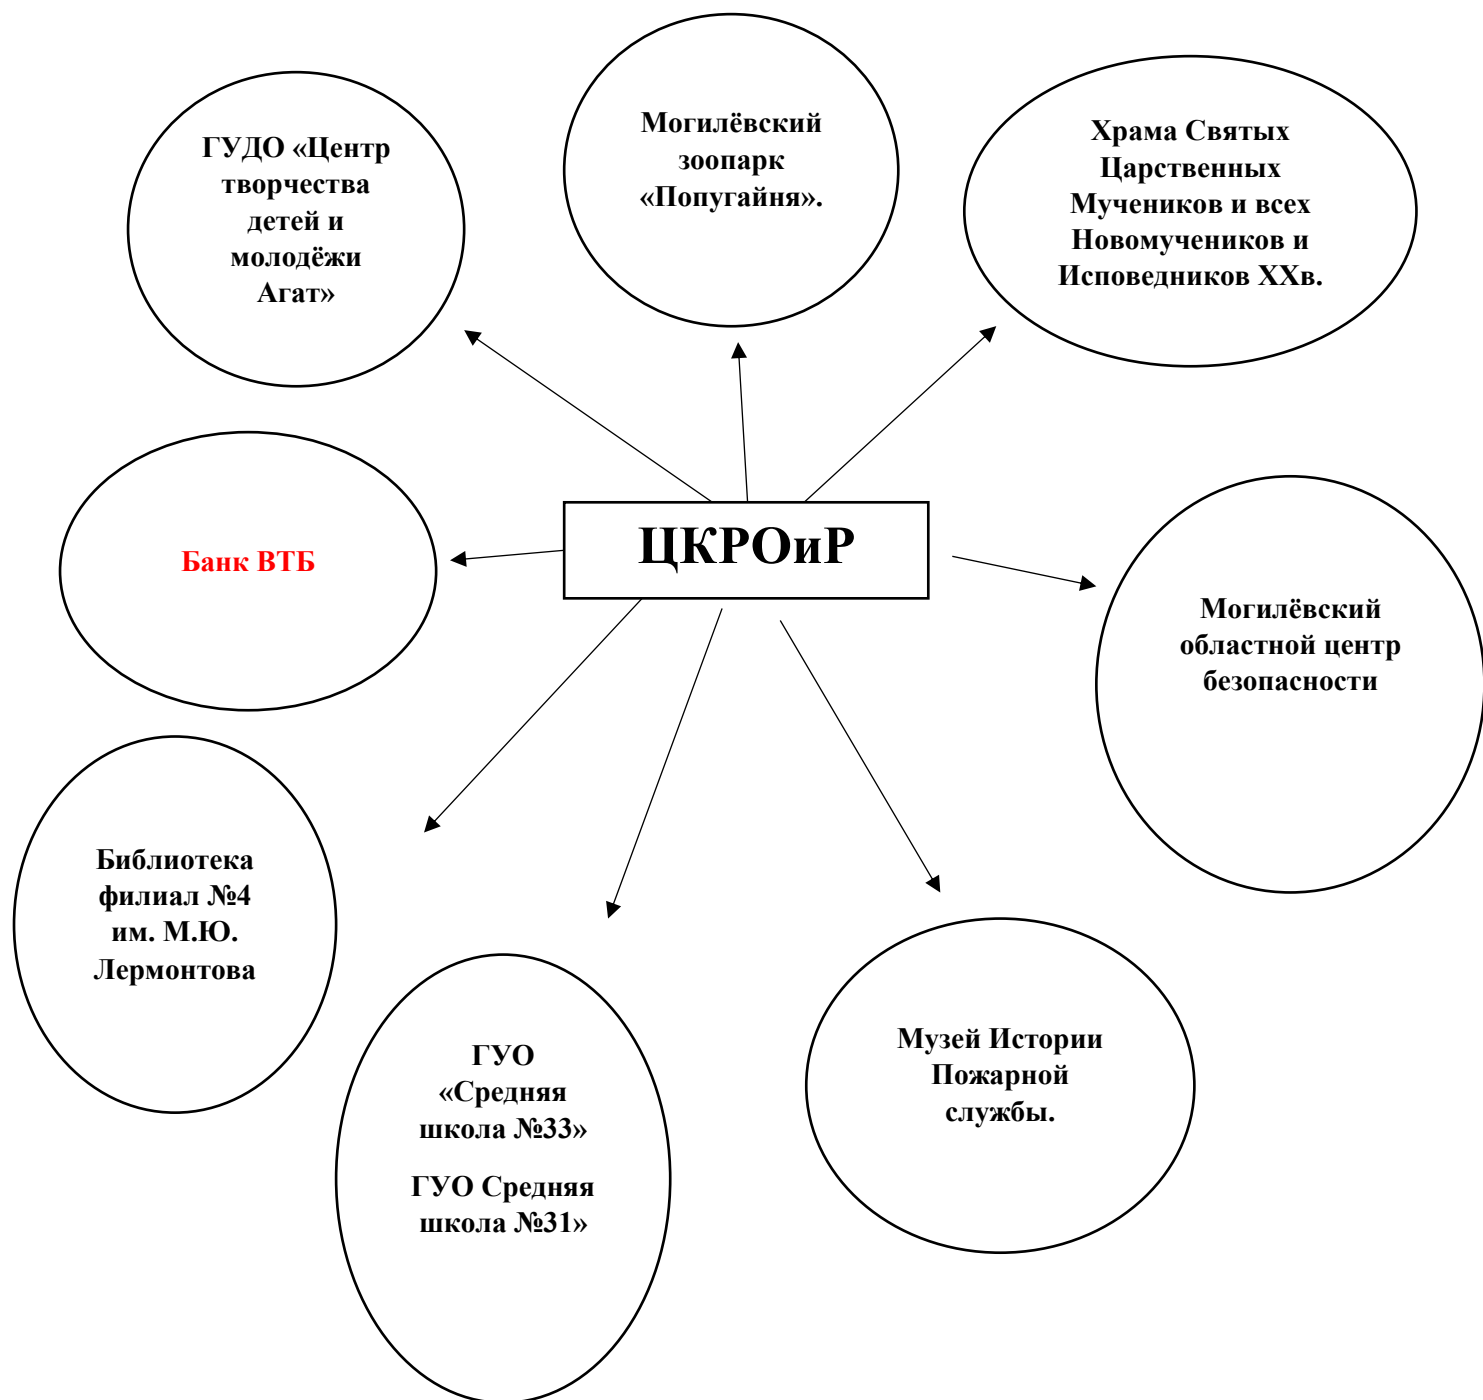 ГУДО «Центр
творчества
детей и
молодёжи
Агат»
Могилёвский
зоопарк
«Попугайня».
Храма Святых
Царственных
Мучеников и всех
Новомучеников и
Исповедников XXв.
Банк ВТБ
ЦКРОиР
Могилёвский
областной центр
безопасности
Библиотека
филиал №4
им. М.Ю.
Лермонтова
ГУО
«Средняя
школа №33»
ГУО Средняя
школа №31»
Музей Истории
Пожарной
службы.